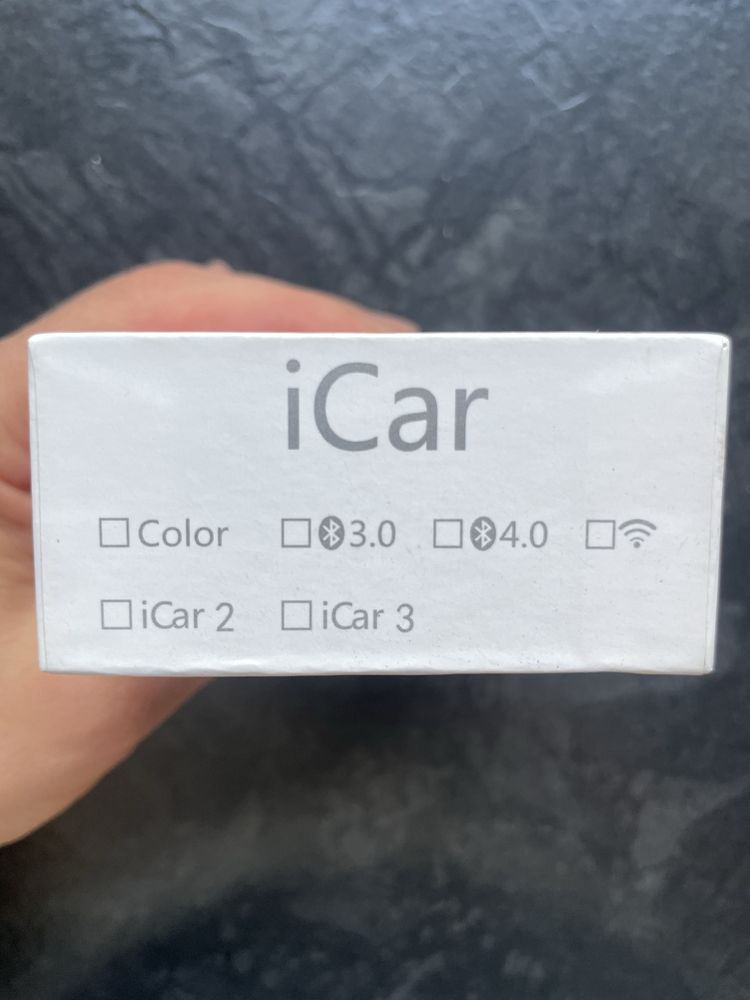 iCar
☐ Color ☐ 3.0 ☐ 4.0 ☐
☐ iCar 2 ☐ iCar 3